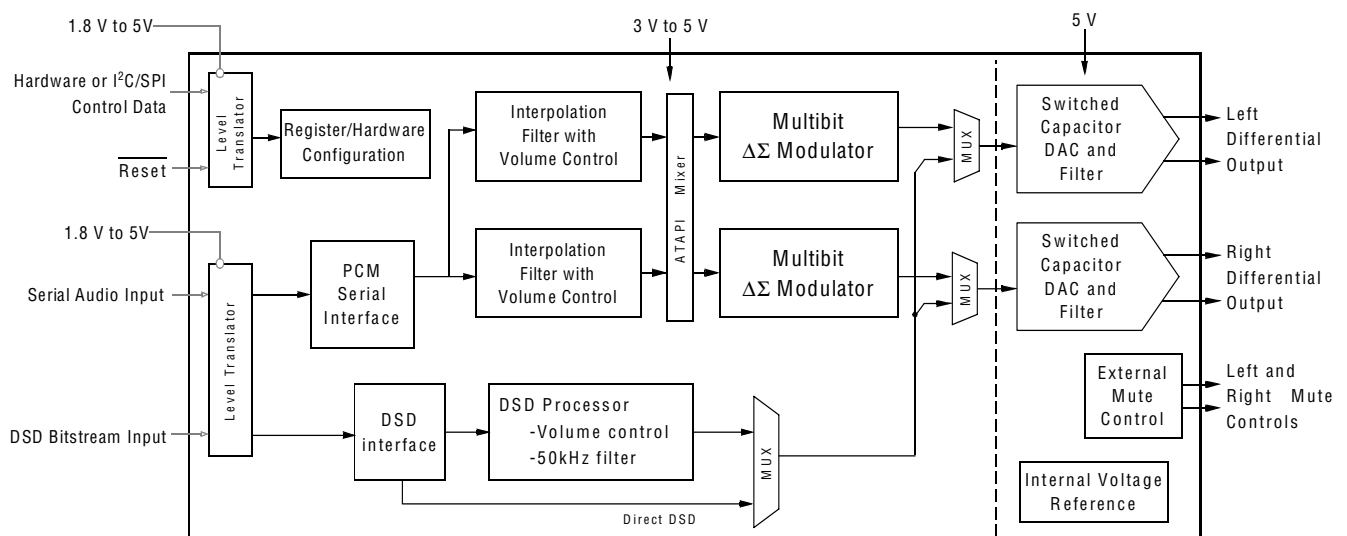 1.8 V to 5V
3 V to 5 V
5 V
Hardware or I²C/SPI
Control Data
Reset
Level
Translator
Register/Hardware
Configuration
Interpolation
Filter with
Volume Control
ATAPI Mixer
Multibit
ΔΣ Modulator
MUX
Switched
Capacitor
DAC and
Filter
Left
Differential
Output
1.8 V to 5V
Serial Audio Input
DSD Bitstream Input
Level Translator
PCM
Serial
Interface
Interpolation
Filter with
Volume Control
Multibit
ΔΣ Modulator
MUX
Switched
Capacitor
DAC and
Filter
Right
Differential
Output
DSD
interface
DSD Processor
-Volume control
-50kHz filter
Direct DSD
MUX
External
Mute
Control
Left and
Right Mute
Controls
Internal Voltage
Reference